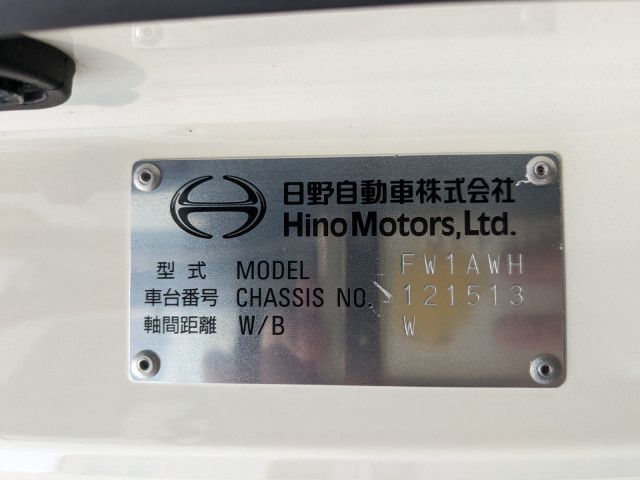 日野自動車株式会社
Hino Motors, Ltd.
型式 MODEL FW1AWH
車台番号 CHASSIS NO. 121513
軸間距離 W/B W